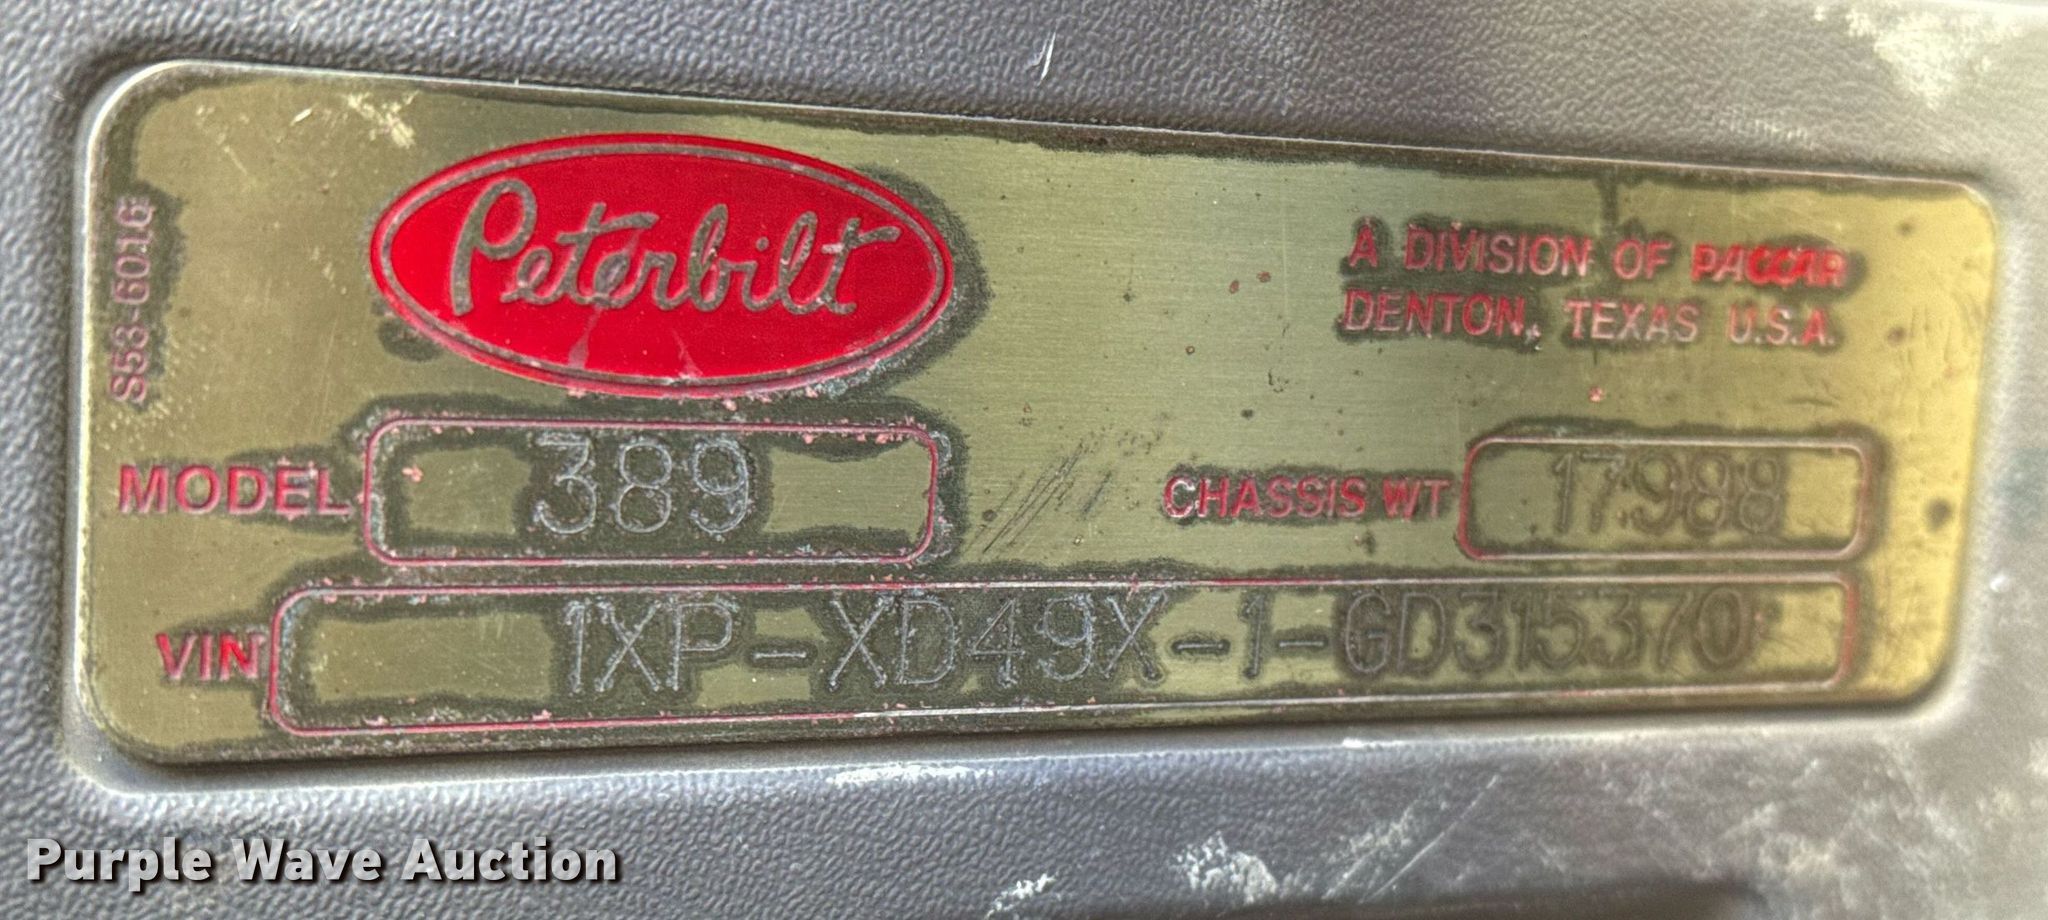 S53-6016
Peterbilt
A DIVISION OF PACCAR
DENTON, TEXAS U.S.A.
MODEL 389
CHASSIS WT 17988
VIN 1XP-XD49X-1-GD315370
Purple Wave Auction